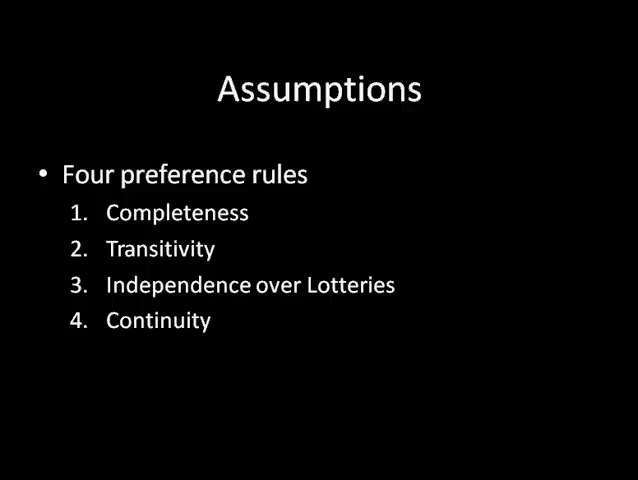 Assumptions
• Four preference rules
1. Completeness
2. Transitivity
3. Independence over Lotteries
4. Continuity